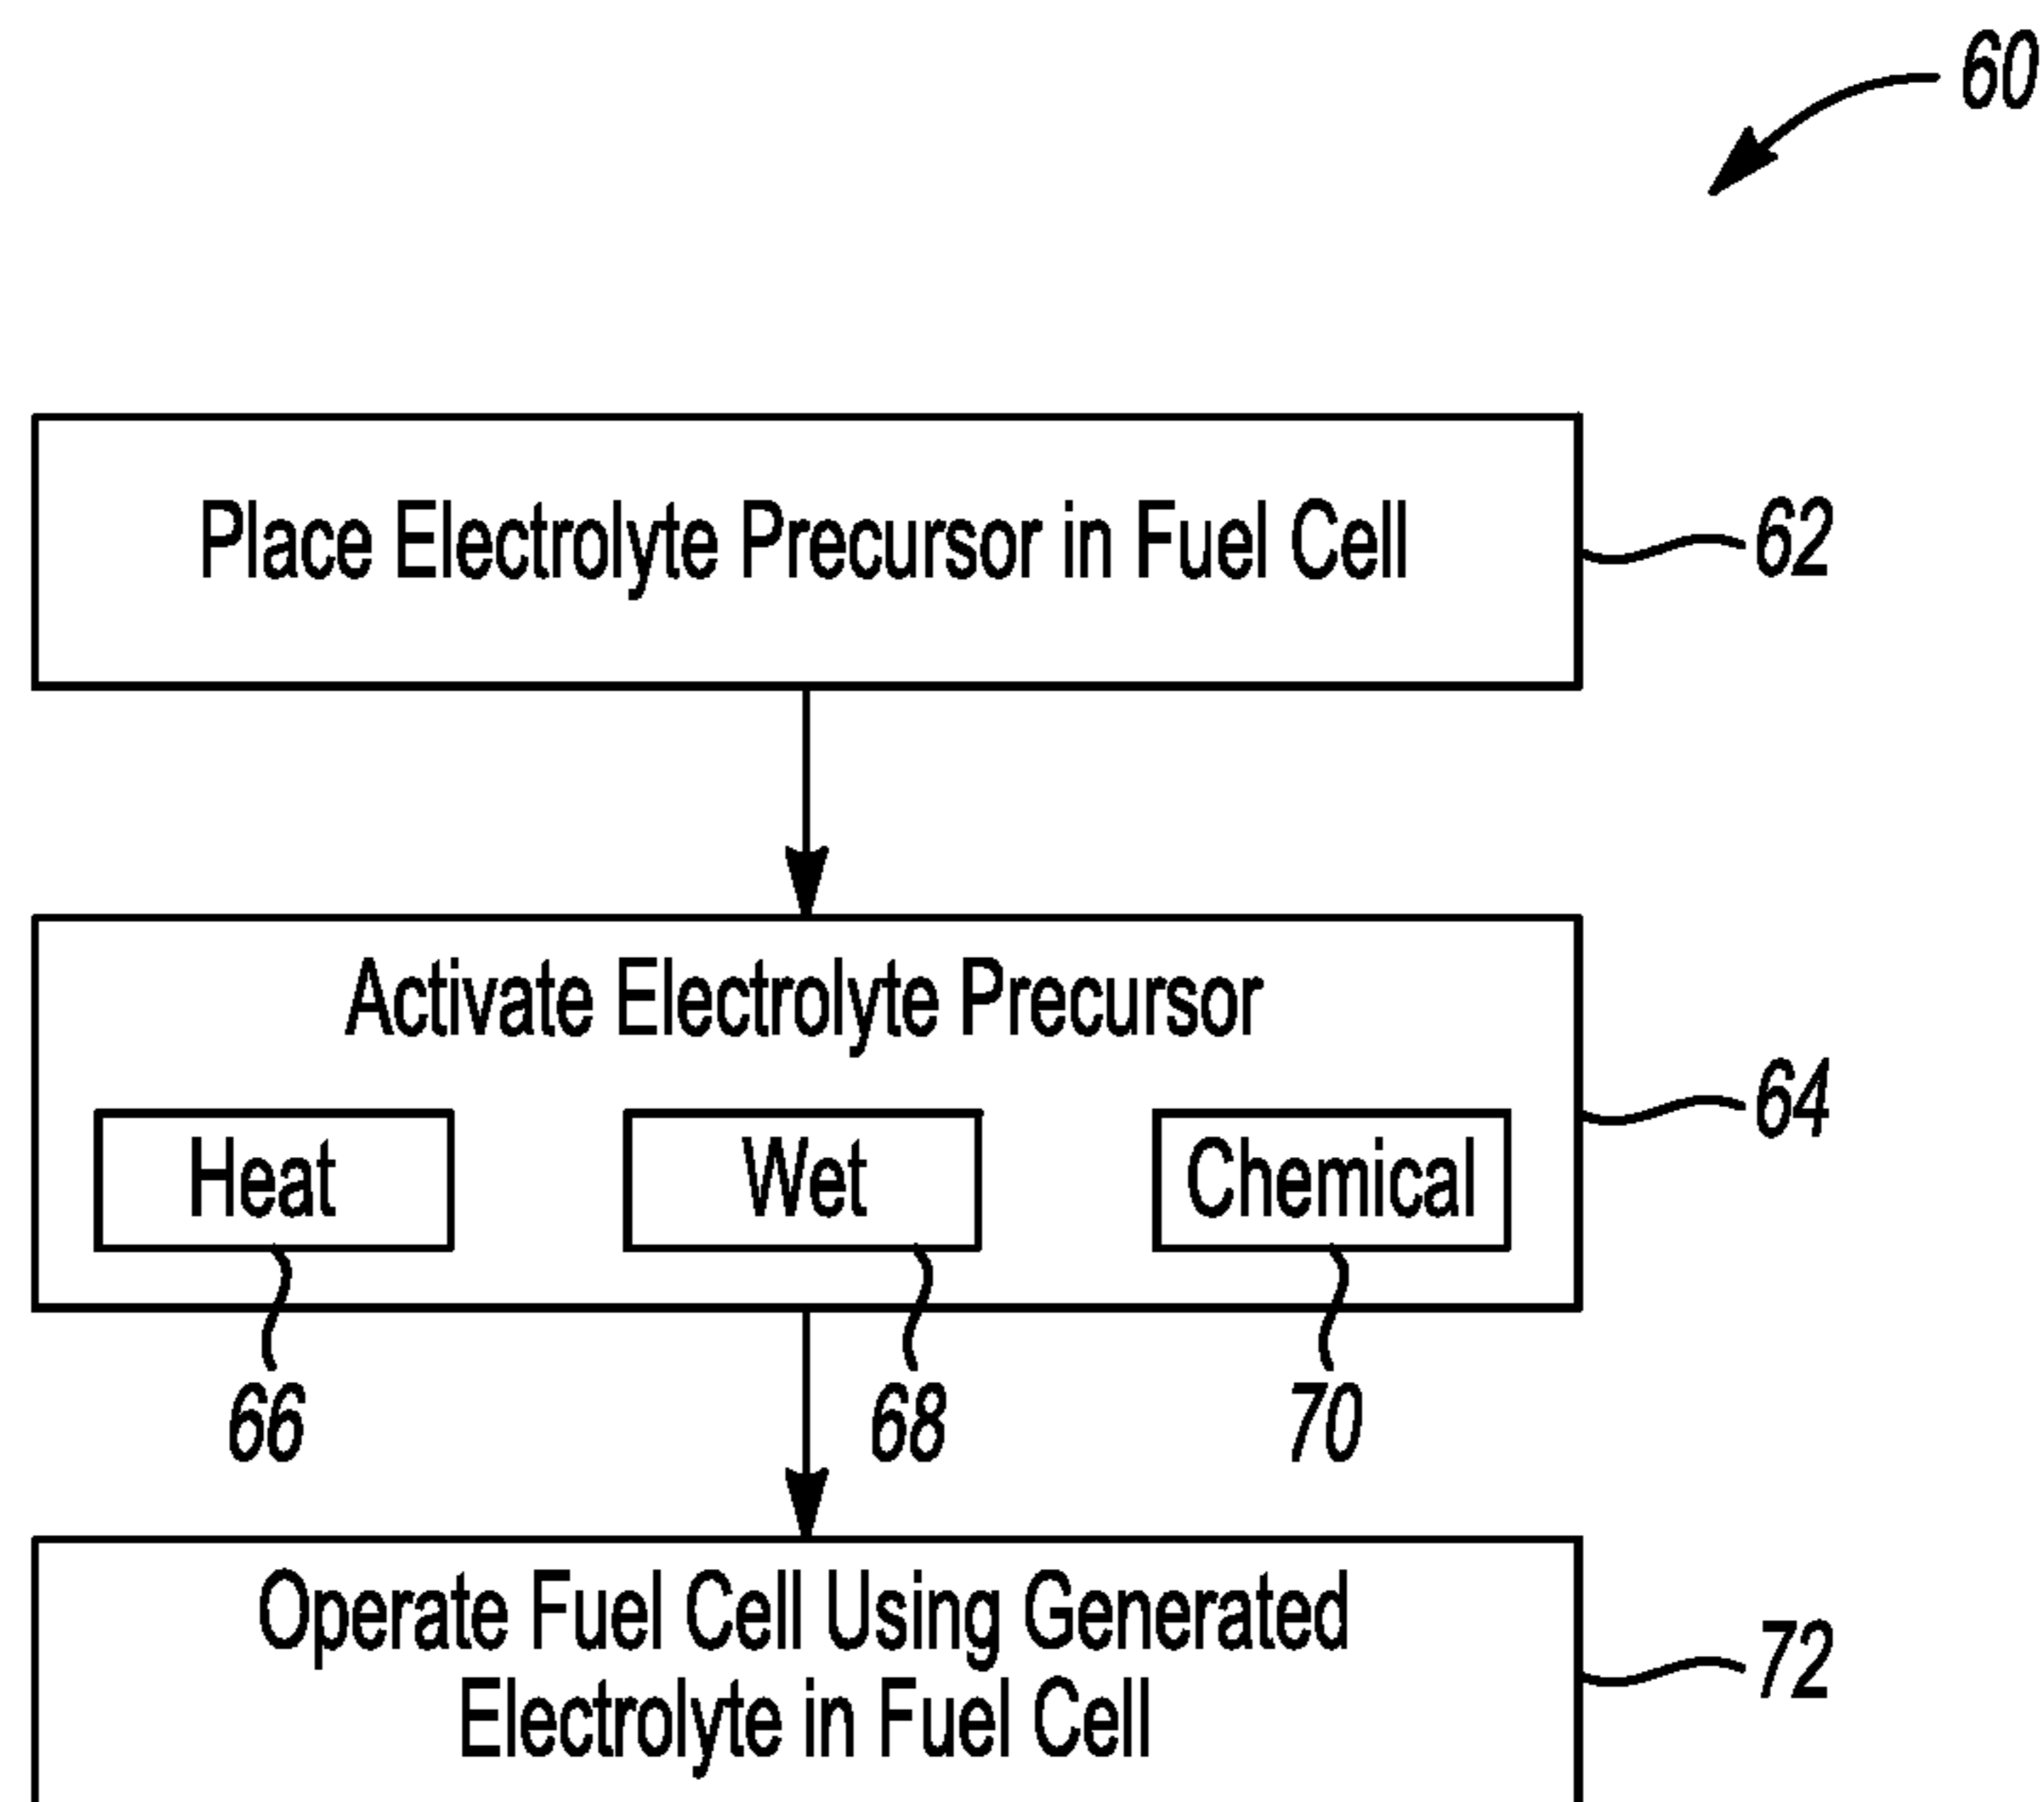 60
Place Electrolyte Precursor in Fuel Cell
62
Activate Electrolyte Precursor
64
Heat
Wet
Chemical
66
68
70
Operate Fuel Cell Using Generated
Electrolyte in Fuel Cell
72